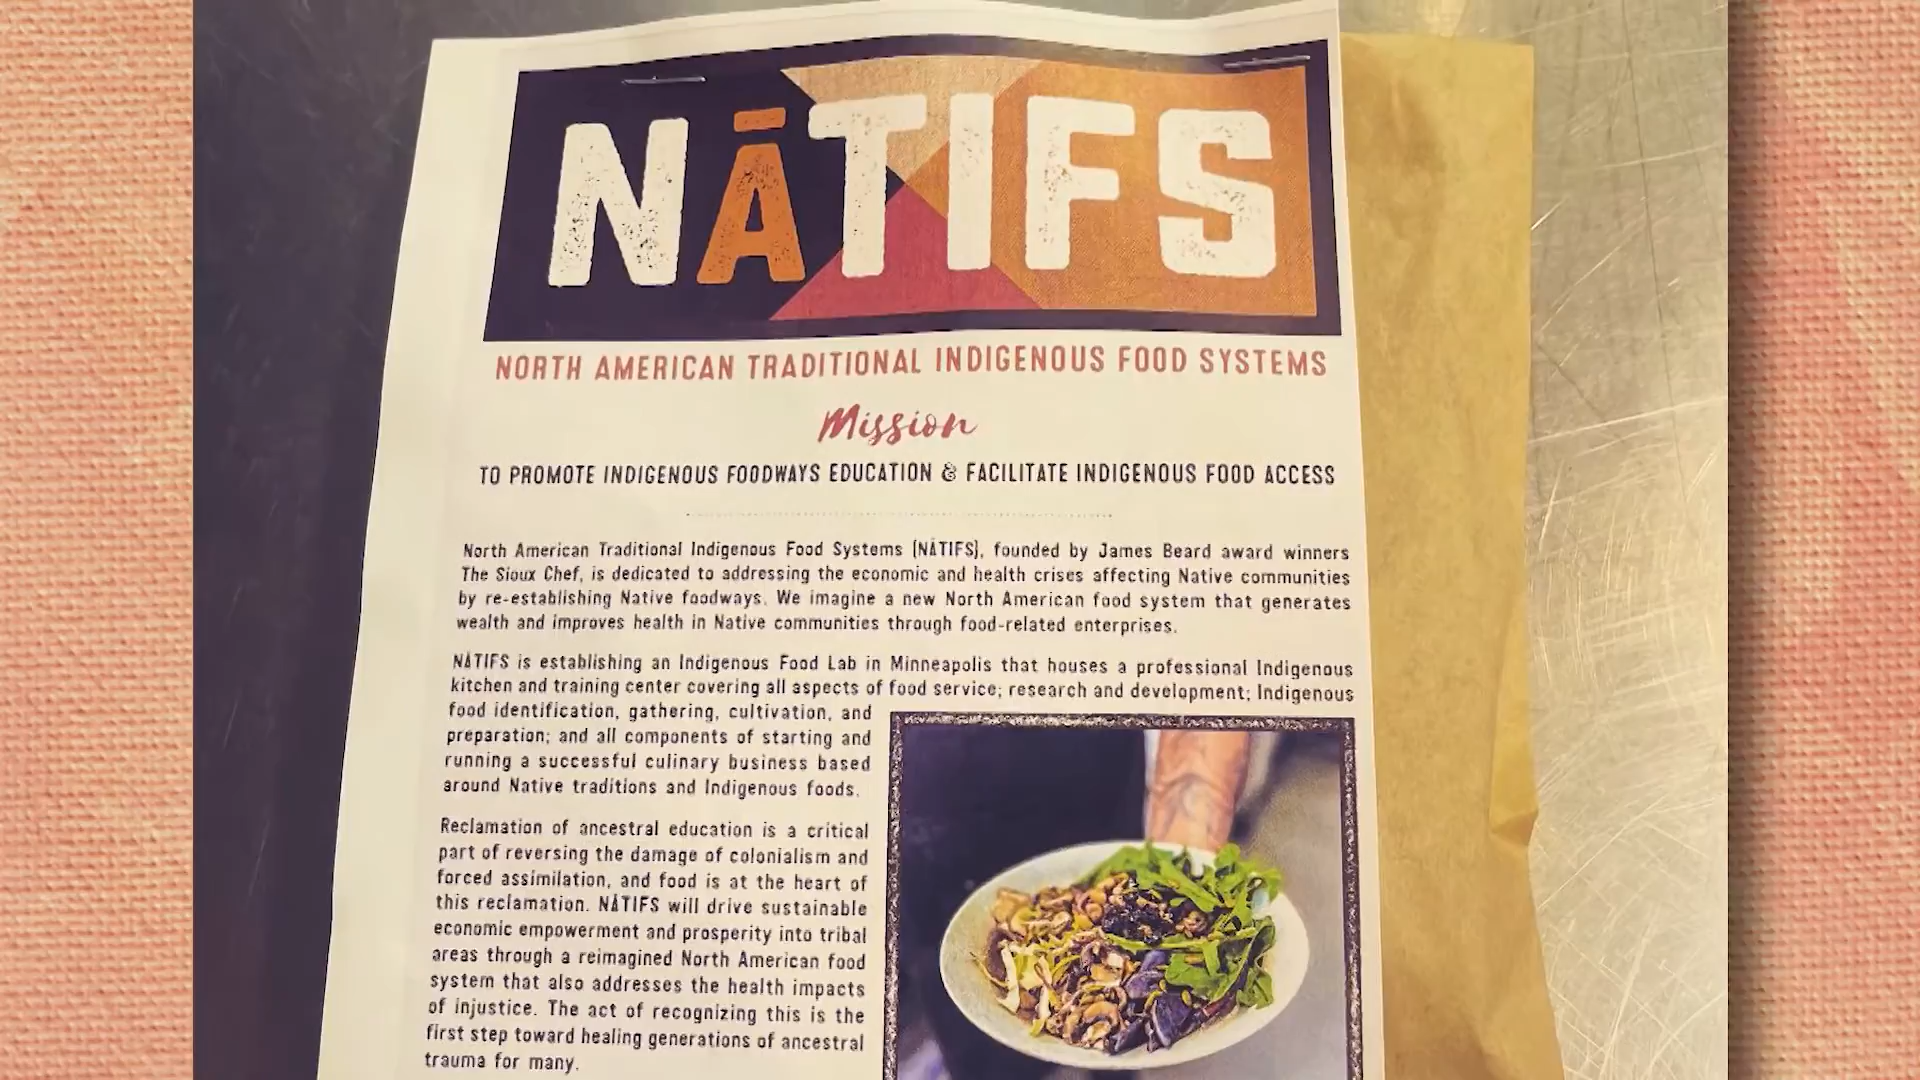 NĀTIFS
NORTH AMERICAN TRADITIONAL INDIGENOUS FOOD SYSTEMS
Mission
TO PROMOTE INDIGENOUS FOODWAYS EDUCATION & FACILITATE INDIGENOUS FOOD ACCESS
North American Traditional Indigenous Food Systems (NĀTIFS), founded by James Beard award winners
The Sioux Chef, is dedicated to addressing the economic and health crises affecting Native communities
by re-establishing Native foodways. We imagine a new North American food system that generates
wealth and improves health in Native communities through food-related enterprises.
NĀTIFS is establishing an Indigenous Food Lab in Minneapolis that houses a professional Indigenous
kitchen and training center covering all aspects of food service; research and development; Indigenous
food identification, gathering, cultivation, and
preparation; and all components of starting and
running a successful culinary business based
around Native traditions and Indigenous foods.
Reclamation of ancestral education is a critical
part of reversing the damage of colonialism and
forced assimilation, and food is at the heart of
this reclamation. NĀTIFS will drive sustainable
economic empowerment and prosperity into tribal
areas through a reimagined North American food
system that also addresses the health impacts
of injustice. The act of recognizing this is the
first step toward healing generations of ancestral
trauma for many.